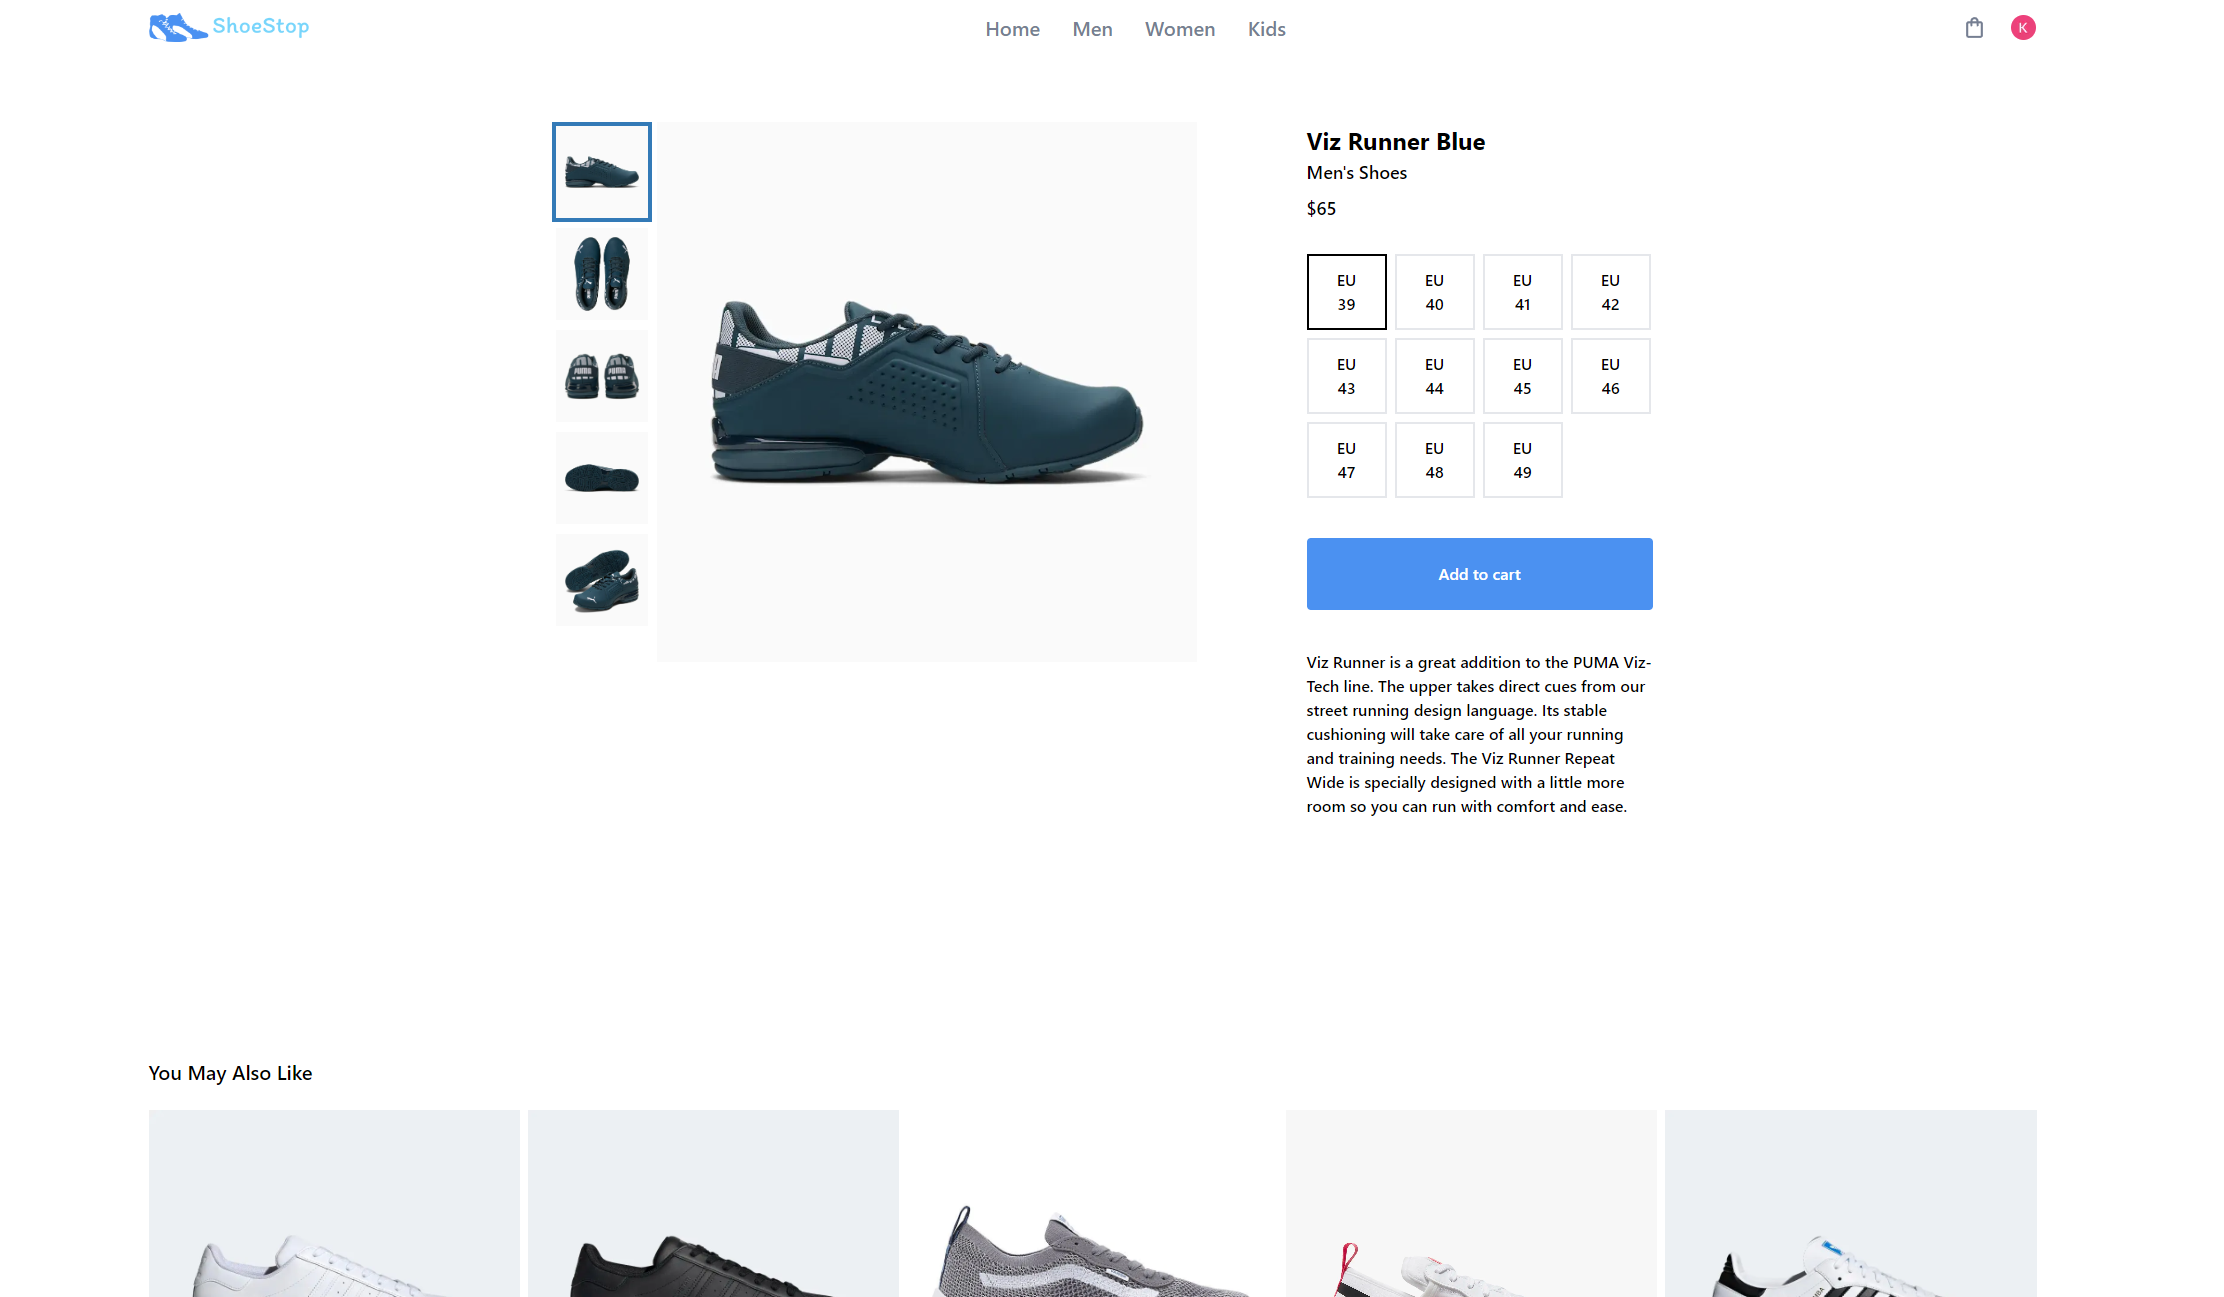 ShoeStop
Home Men Women Kids
K
Viz Runner Blue
Men's Shoes
$65
EU 39
EU 40
EU 41
EU 42
EU 43
EU 44
EU 45
EU 46
EU 47
EU 48
EU 49
Add to cart
Viz Runner is a great addition to the PUMA Viz-
Tech line. The upper takes direct cues from our
street running design language. Its stable
cushioning will take care of all your running
and training needs. The Viz Runner Repeat
Wide is specially designed with a little more
room so you can run with comfort and ease.
You May Also Like